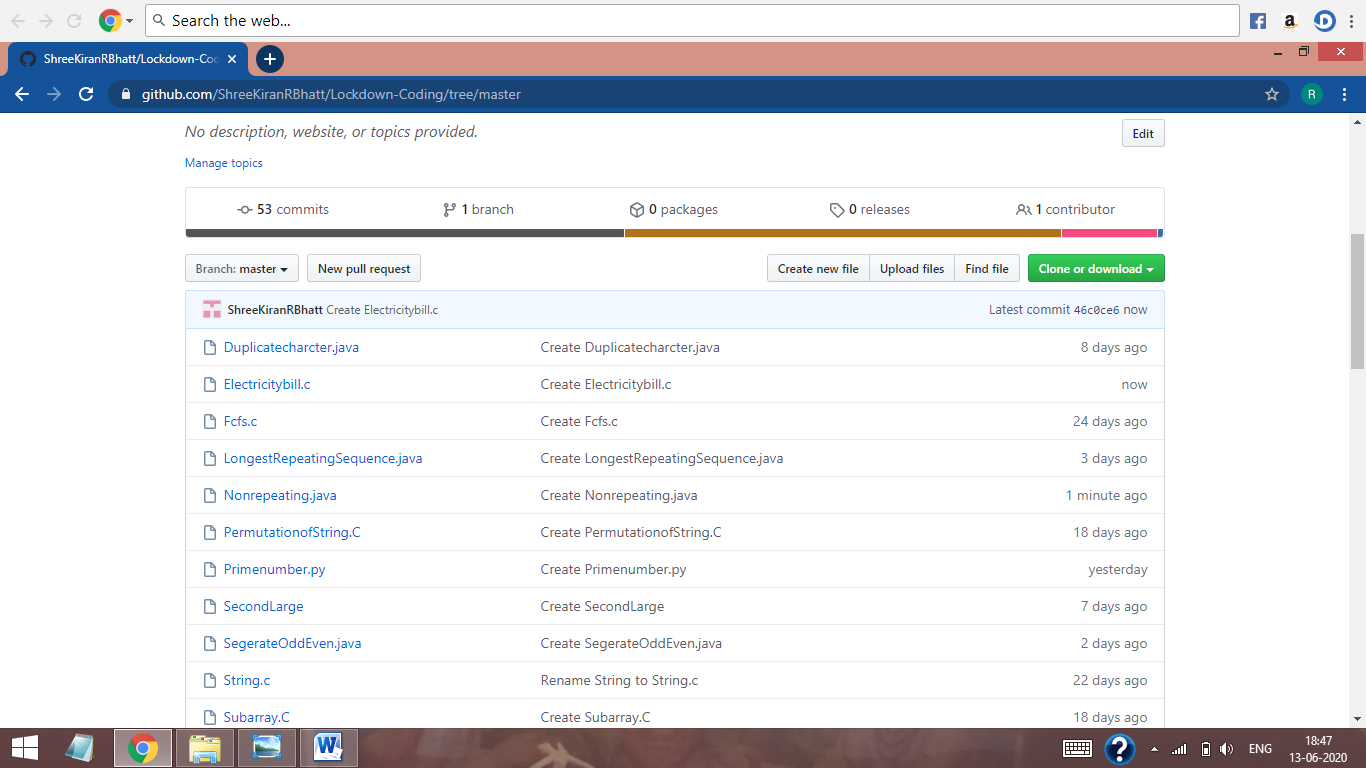 Search the web...
ShreeKiranRBhatt/Lockdown-Coc
github.com/ShreeKiranRBhatt/Lockdown-Coding/tree/master
R
No description, website, or topics provided.
Edit
Manage topics
53 commits 1 branch 0 packages 0 releases 1 contributor
Branch: master New pull request Create new file Upload files Find file Clone or download
ShreeKiranRBhatt Create Electricitybill.c Latest commit 46c0ce6 now
Duplicatecharcter.java Create Duplicatecharcter.java 8 days ago
Electricitybill.c Create Electricitybill.c now
Fcfs.c Create Fcfs.c 24 days ago
LongestRepeatingSequence.java Create LongestRepeatingSequence.java 3 days ago
Nonrepeating.java Create Nonrepeating.java 1 minute ago
PermutationofString.C Create PermutationofString.C 18 days ago
Primenumber.py Create Primenumber.py yesterday
SecondLarge Create SecondLarge 7 days ago
SegerateOddEven.java Create SegerateOddEven.java 2 days ago
String.c Rename String to String.c 22 days ago
Subarray.C Create Subarray.C 18 days ago
ENG 18:47
13-06-2020